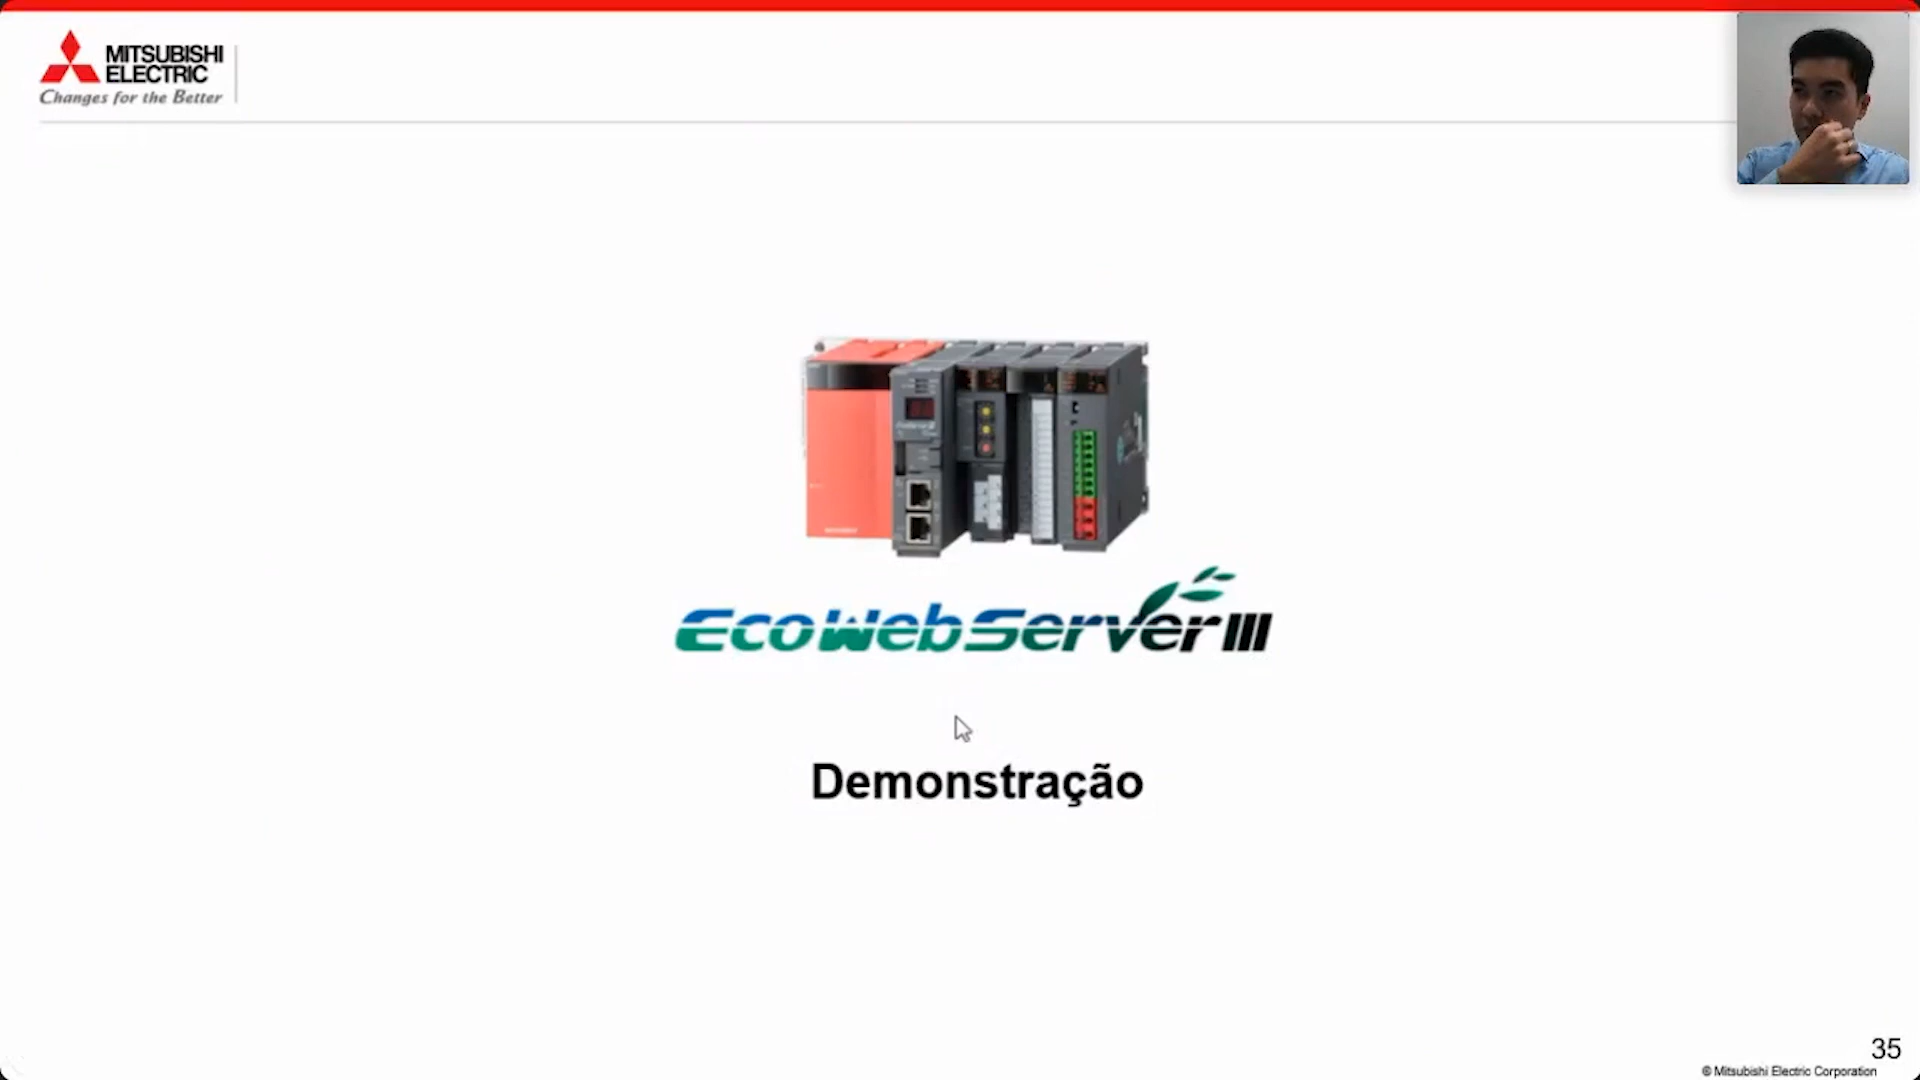 MITSUBISHI
ELECTRIC
Changes for the Better
EcoWebServerIII
Demonstração
35
© Mitsubishi Electric Corporation